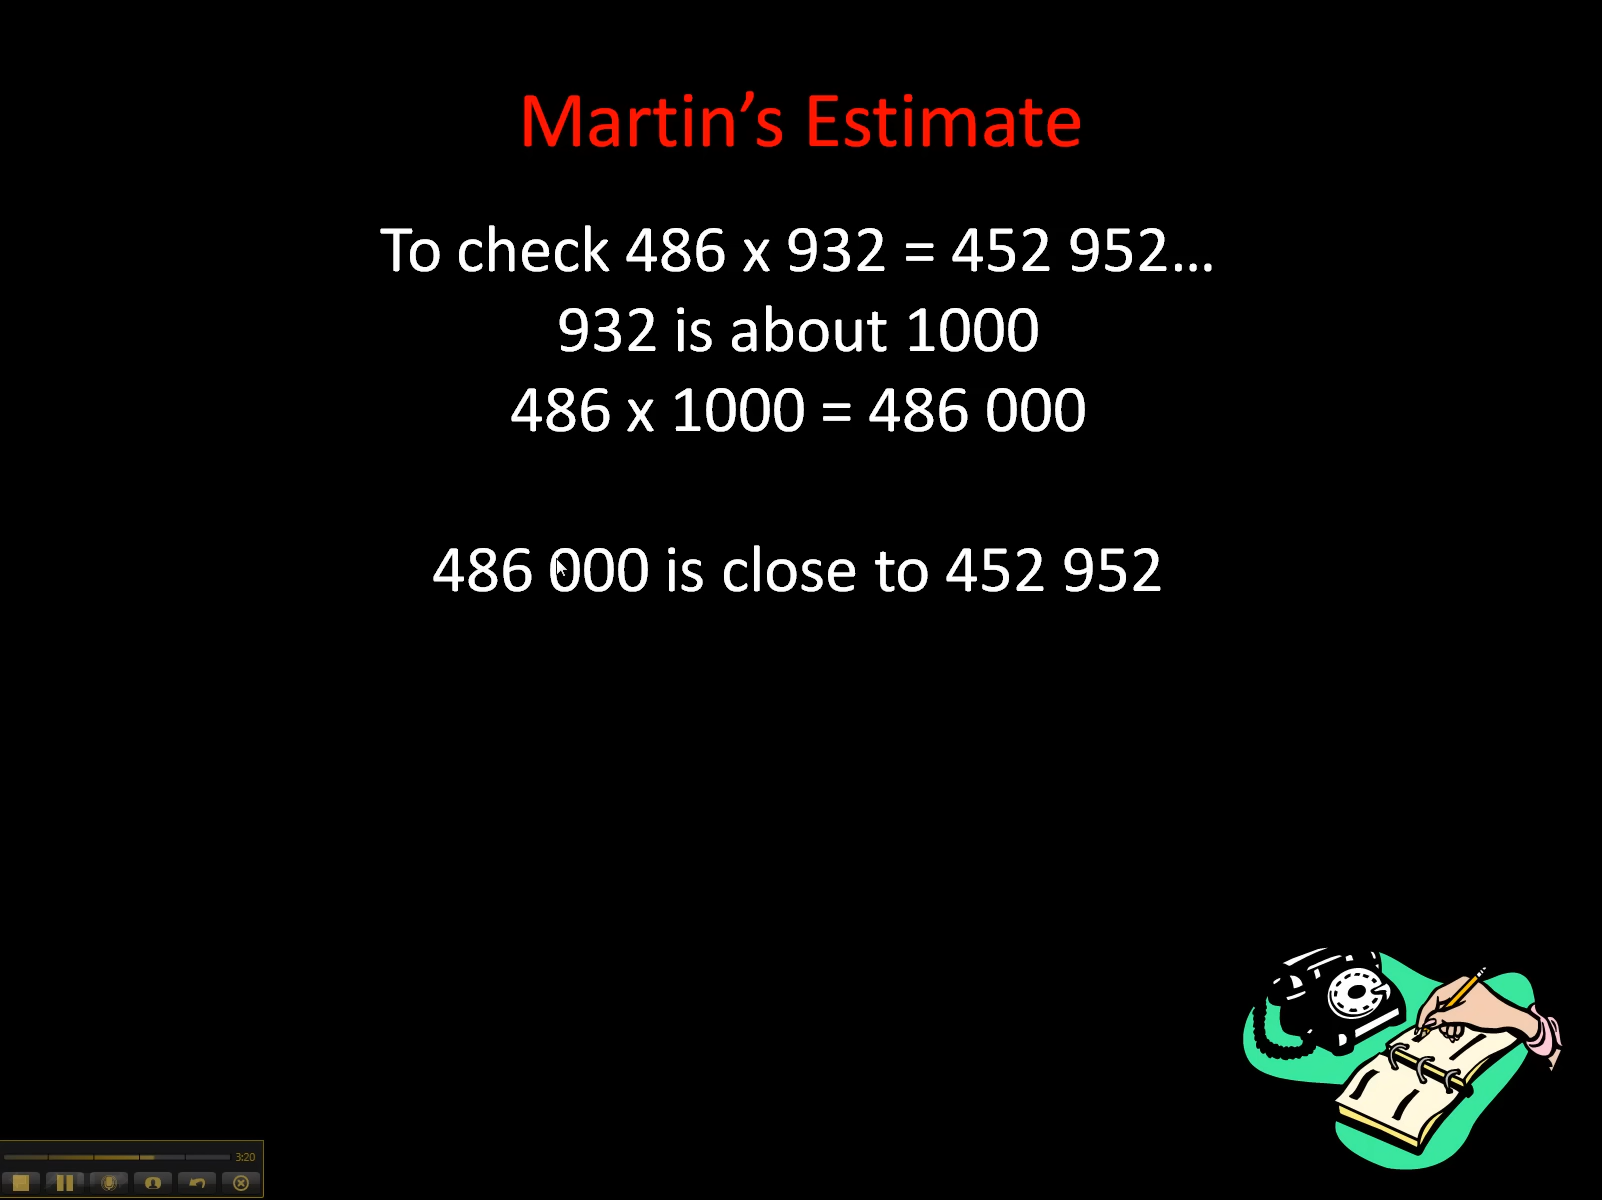 Martin’s Estimate
To check 486 x 932 = 452 952…
932 is about 1000
486 x 1000 = 486 000
486 000 is close to 452 952
3:20